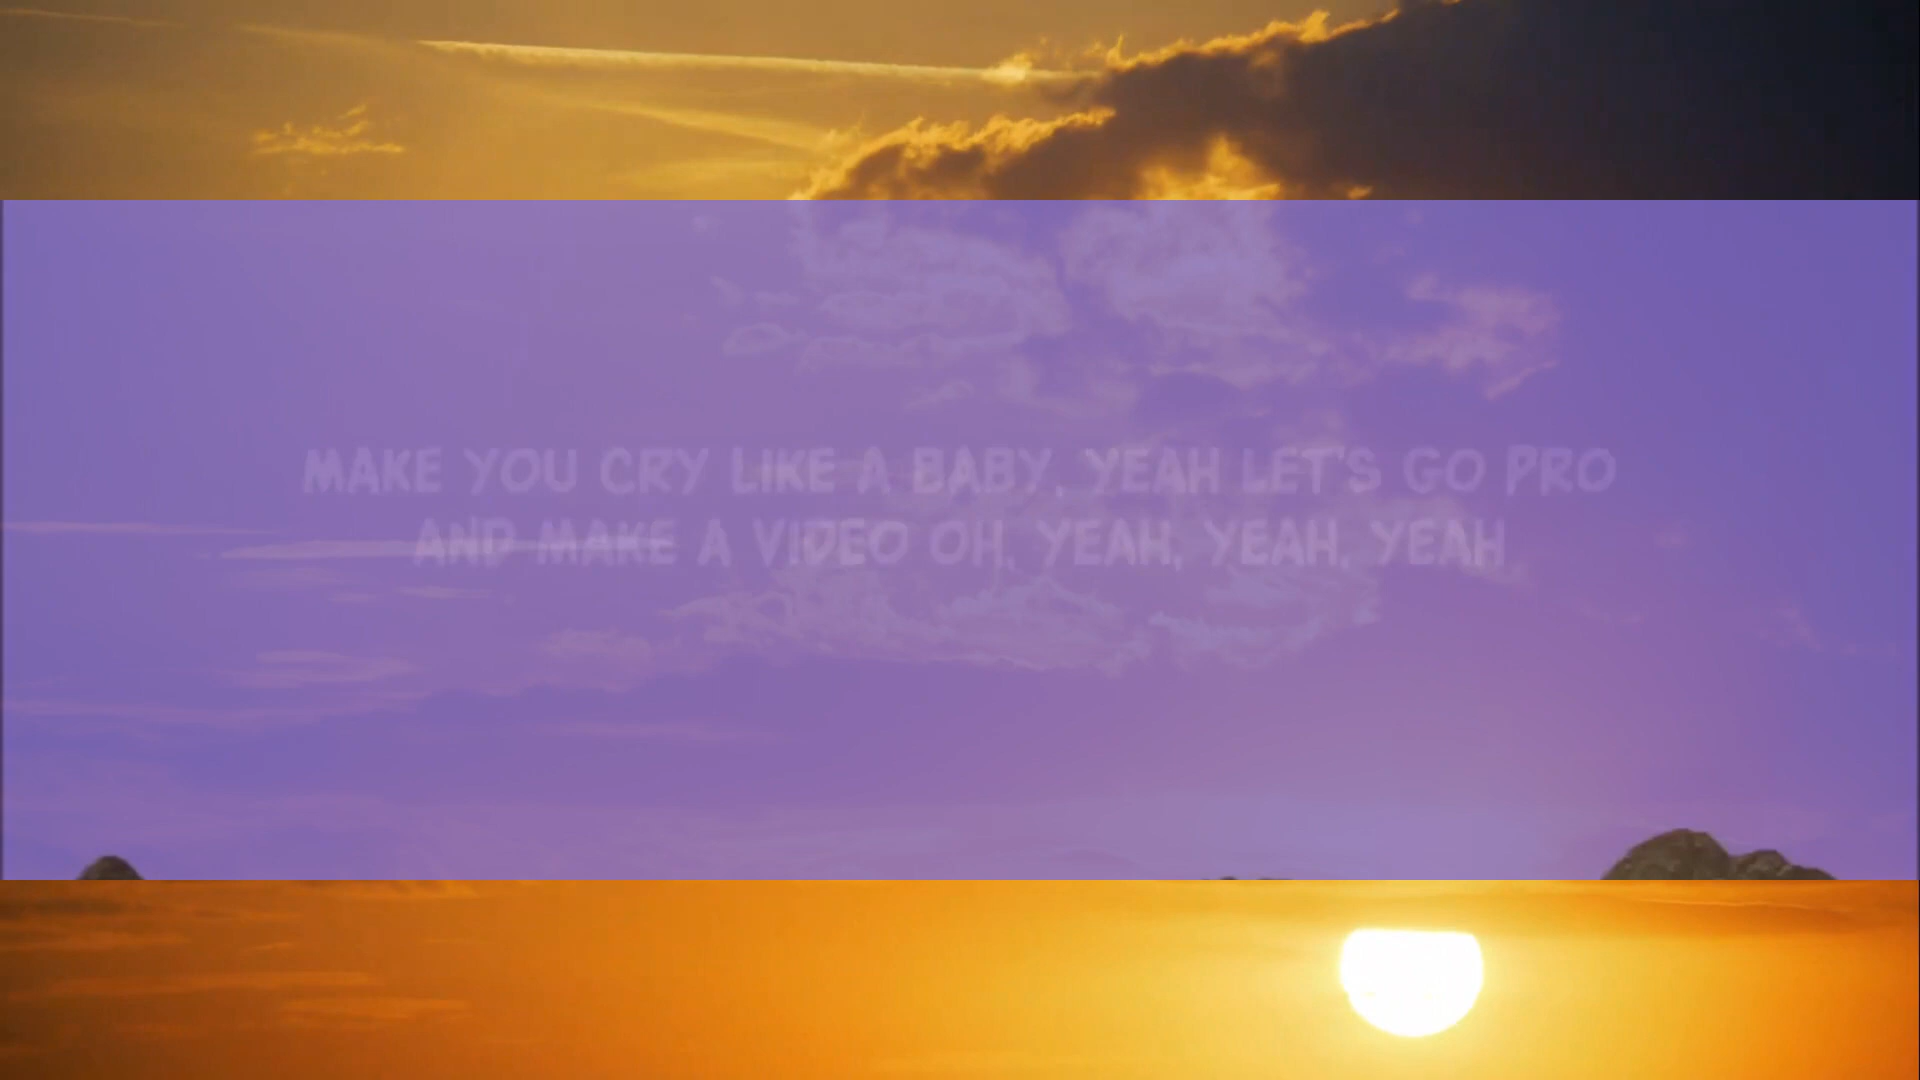 MAKE YOU CRY LIKE A BABY, YEAH LET'S GO PRO
AND MAKE A VIDEO OH, YEAH, YEAH, YEAH